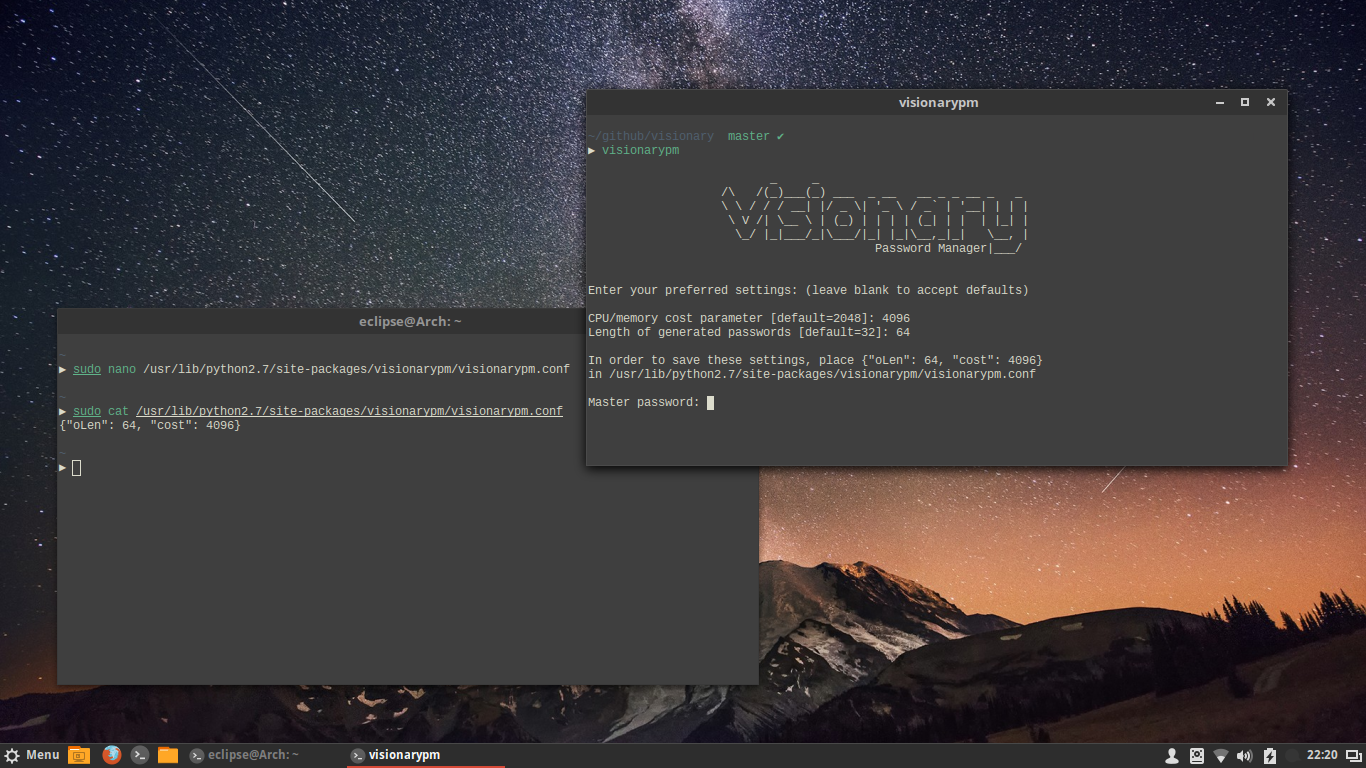 visionarypm
~/github/visionary master ✔
▶ visionarypm
Visionary
Password Manager
Enter your preferred settings: (leave blank to accept defaults)
CPU/memory cost parameter [default=2048]: 4096
Length of generated passwords [default=32]: 64
In order to save these settings, place {"oLen": 64, "cost": 4096}
in /usr/lib/python2.7/site-packages/visionarypm/visionarypm.conf
Master password:
eclipse@Arch: ~
~
▶ sudo nano /usr/lib/python2.7/site-packages/visionarypm/visionarypm.conf
~
▶ sudo cat /usr/lib/python2.7/site-packages/visionarypm/visionarypm.conf
{"oLen": 64, "cost": 4096}
~
▶
Menu eclipse@Arch: ~ visionarypm 22:20